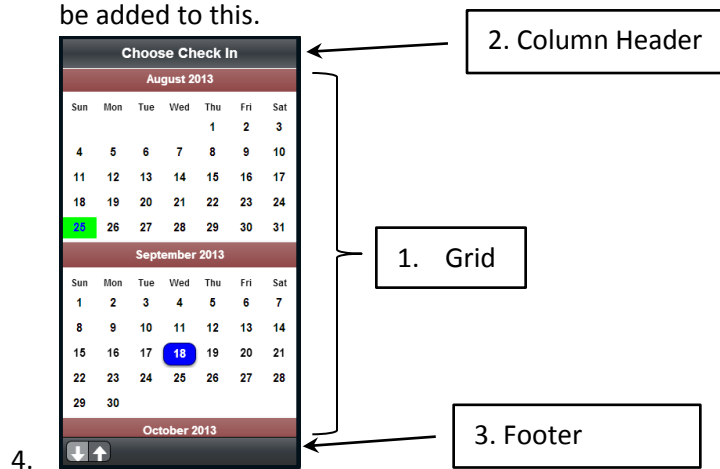 be added to this.
Choose Check In
2. Column Header
August 2013
Sun Mon Tue Wed Thu Fri Sat
1 2 3
4 5 6 7 8 9 10
11 12 13 14 15 16 17
18 19 20 21 22 23 24
25 26 27 28 29 30 31
1. Grid
September 2013
Sun Mon Tue Wed Thu Fri Sat
1 2 3 4 5 6 7
8 9 10 11 12 13 14
15 16 17 18 19 20 21
22 23 24 25 26 27 28
29 30
October 2013
3. Footer
4.